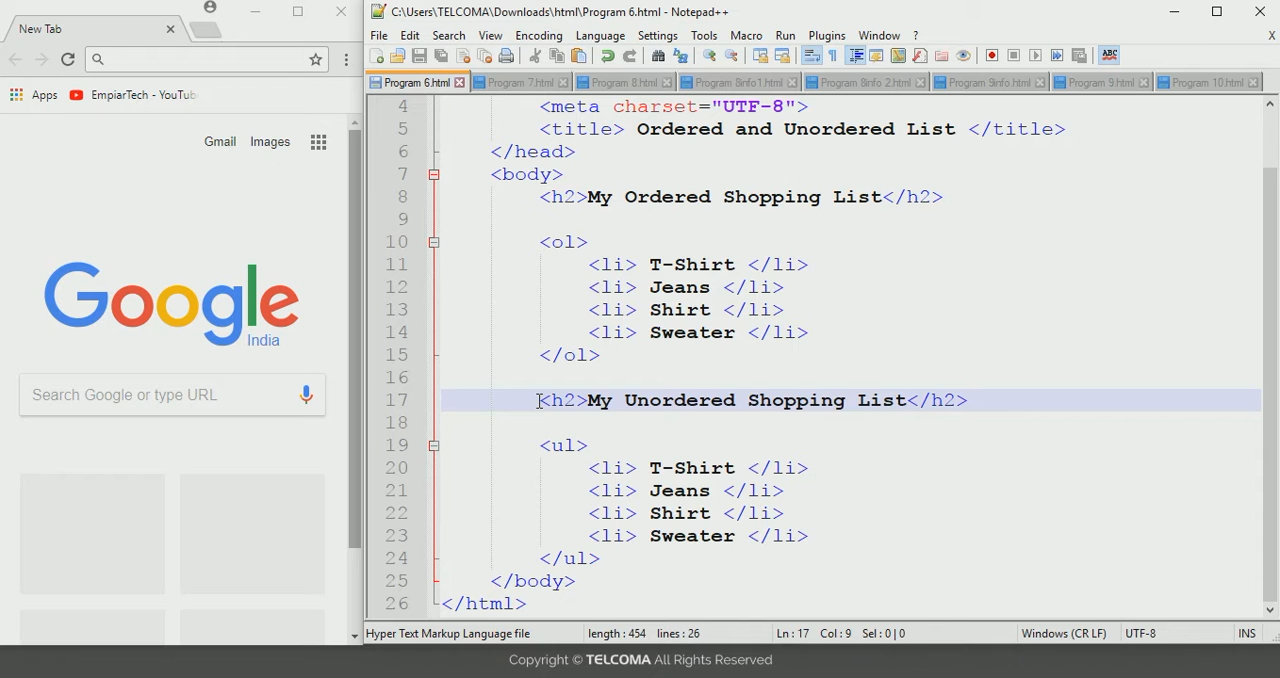 New Tab
Apps
EmpiarTech - YouTub
Gmail
Images
Google
India
Search Google or type URL
C:\Users\TELCOMA\Downloads\html\Program 6.html - Notepad++
File Edit Search View Encoding Language Settings Tools Macro Run Plugins Window ?
X
ABC
Program 6.html
Program 7.html
Program 8.html
Program 8info1.html
Program 8info 2.html
Program 9info.html
Program 9.html
Program 10.html
4 <meta charset="UTF-8">
5 <title> Ordered and Unordered List </title>
6 </head>
7 <body>
8 <h2>My Ordered Shopping List</h2>
9
10 <ol>
11 <li> T-Shirt </li>
12 <li> Jeans </li>
13 <li> Shirt </li>
14 <li> Sweater </li>
15 </ol>
16
17 <h2>My Unordered Shopping List</h2>
18
19 <ul>
20 <li> T-Shirt </li>
21 <li> Jeans </li>
22 <li> Shirt </li>
23 <li> Sweater </li>
24 </ul>
25 </body>
26 </html>
Hyper Text Markup Language file
length : 454 lines : 26
Ln : 17 Col : 9 Sel : 0 | 0
Windows (CR LF)
UTF-8
INS
Copyright © TELCOMA All Rights Reserved